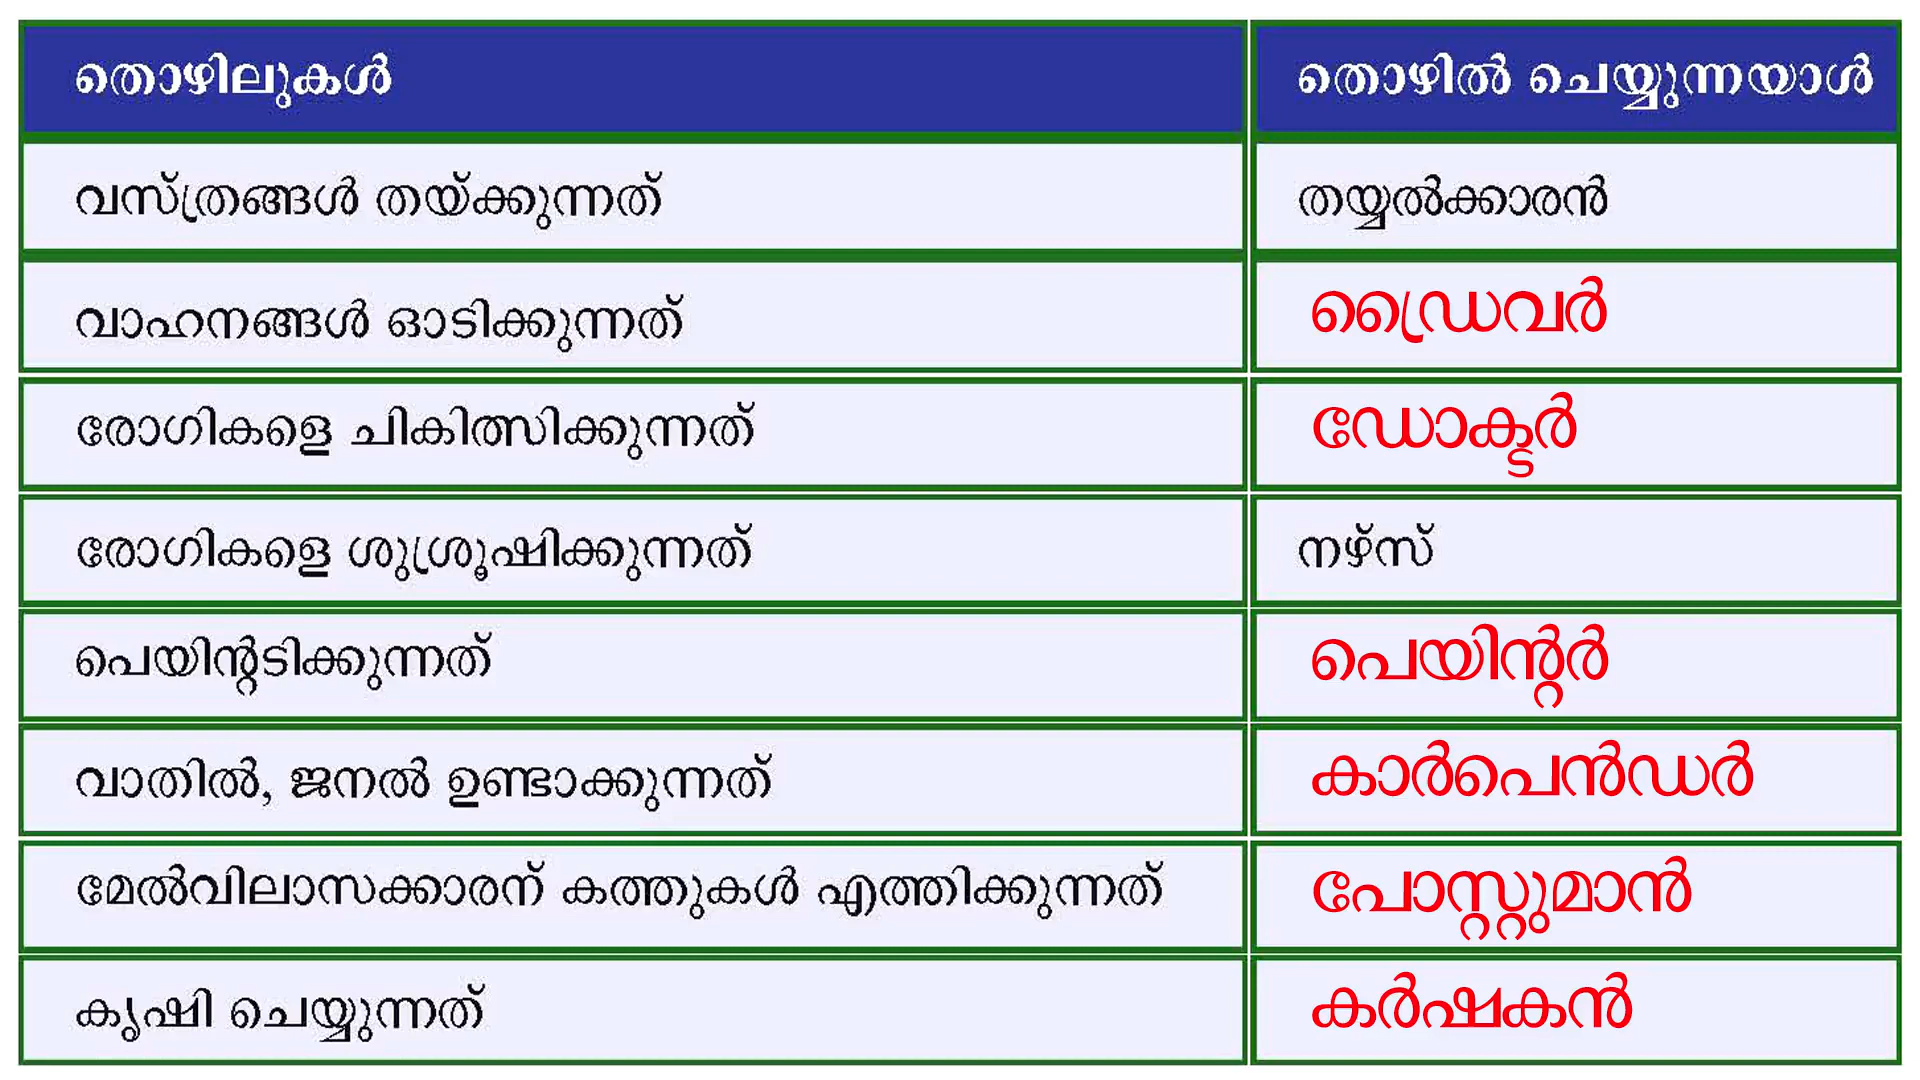 തൊഴിലുകൾ തൊഴിൽ ചെയ്യുന്നയാൾ
വസ്ത്രങ്ങൾ തയ്ക്കുന്നത് തയ്യൽക്കാരൻ
വാഹനങ്ങൾ ഓടിക്കുന്നത് ഡ്രൈവർ
രോഗികളെ ചികിത്സിക്കുന്നത് ഡോക്ടർ
രോഗികളെ ശുശ്രൂഷിക്കുന്നത് നഴ്സ്
പെയിന്റടിക്കുന്നത് പെയിന്റർ
വാതിൽ, ജനൽ ഉണ്ടാക്കുന്നത് കാർപെൻഡർ
മേൽവിലാസക്കാരന് കത്തുകൾ എത്തിക്കുന്നത് പോസ്റ്റുമാൻ
കൃഷി ചെയ്യുന്നത് കർഷകൻ